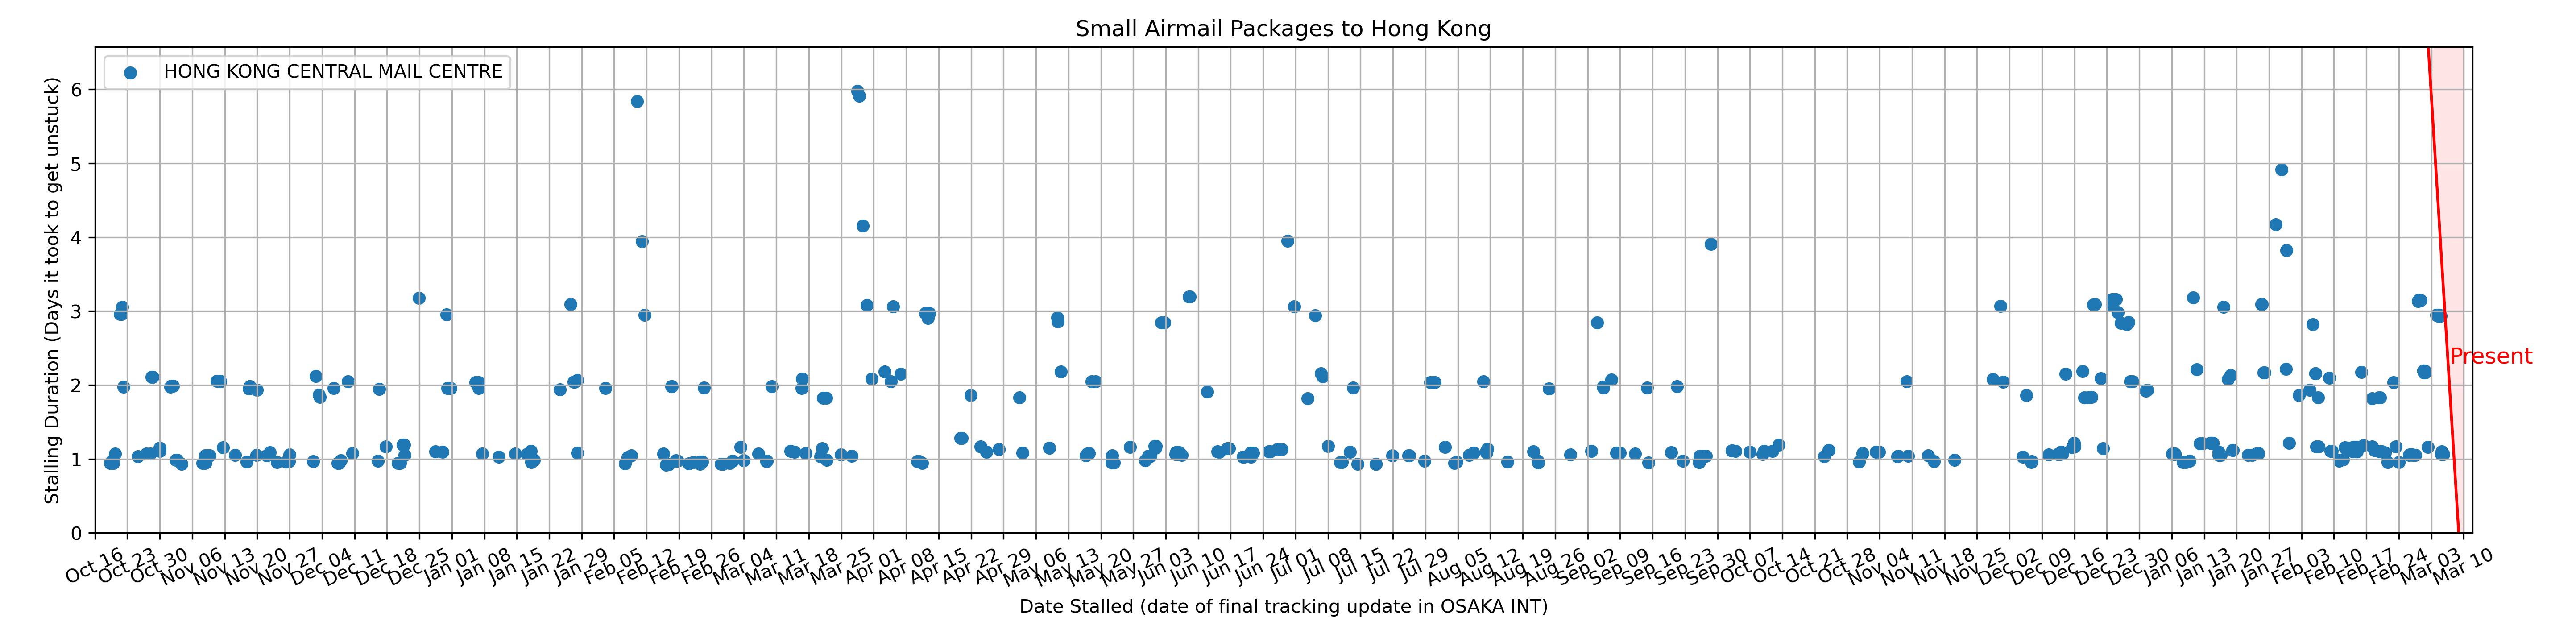 Small Airmail Packages to Hong Kong
HONG KONG CENTRAL MAIL CENTRE
Stalling Duration (Days it took to get unstuck)
6
5
4
3
2
1
0
Present
Oct 16 Oct 23 Oct 30 Nov 06 Nov 13 Nov 20 Nov 27 Dec 04 Dec 11 Dec 18 Dec 25 Jan 01 Jan 08 Jan 15 Jan 22 Jan 29 Feb 05 Feb 12 Feb 19 Feb 26 Mar 04 Mar 11 Mar 18 Mar 25 Apr 01 Apr 08 Apr 15 Apr 22 Apr 29 May 06 May 13 May 20 May 27 Jun 03 Jun 10 Jun 17 Jun 24 Jul 01 Jul 08 Jul 15 Jul 22 Jul 29 Aug 05 Aug 12 Aug 19 Aug 26 Sep 02 Sep 09 Sep 16 Sep 23 Sep 30 Oct 07 Oct 14 Oct 21 Oct 28 Nov 04 Nov 11 Nov 18 Nov 25 Dec 02 Dec 09 Dec 16 Dec 23 Dec 30 Jan 06 Jan 13 Jan 20 Jan 27 Feb 03 Feb 10 Feb 17 Feb 24 Mar 03 Mar 10
Date Stalled (date of final tracking update in OSAKA INT)